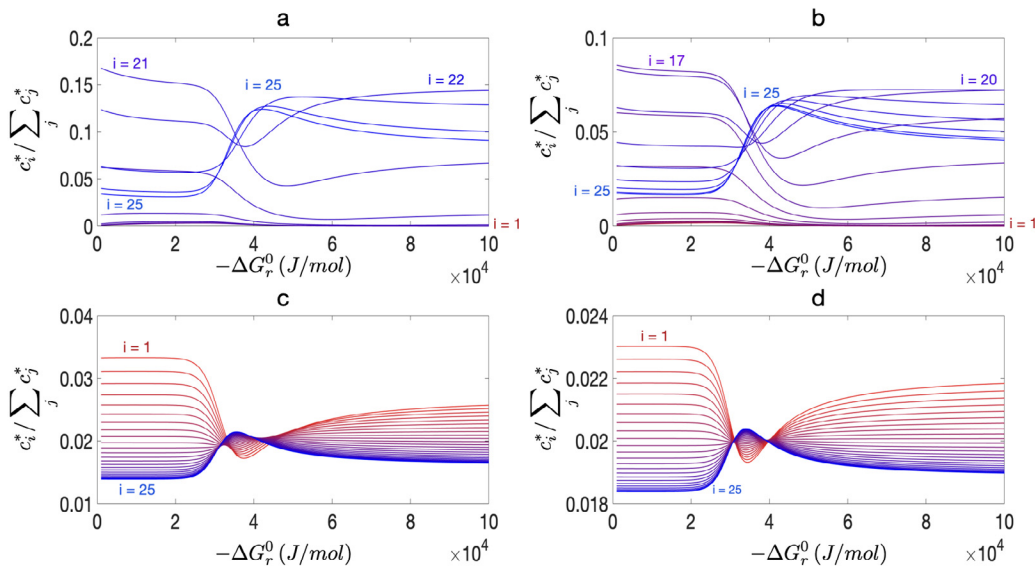 a
0.2
0.15
0.1
0.05
0
c_i^* / \sum_j c_j^*
i = 21
i = 25
i = 22
i = 25
i = 1
0 2 4 6 8 10
-ΔG_r^0 (J/mol)
×10^4
b
0.1
0.05
0
c_i^* / \sum_j c_j^*
i = 17
i = 25
i = 20
i = 25
i = 1
0 2 4 6 8 10
-ΔG_r^0 (J/mol)
×10^4
c
0.04
0.03
0.02
0.01
c_i^* / \sum_j c_j^*
i = 1
i = 25
0 2 4 6 8 10
-ΔG_r^0 (J/mol)
×10^4
d
0.024
0.022
0.02
0.018
c_i^* / \sum_j c_j^*
i = 1
i = 25
0 2 4 6 8 10
-ΔG_r^0 (J/mol)
×10^4